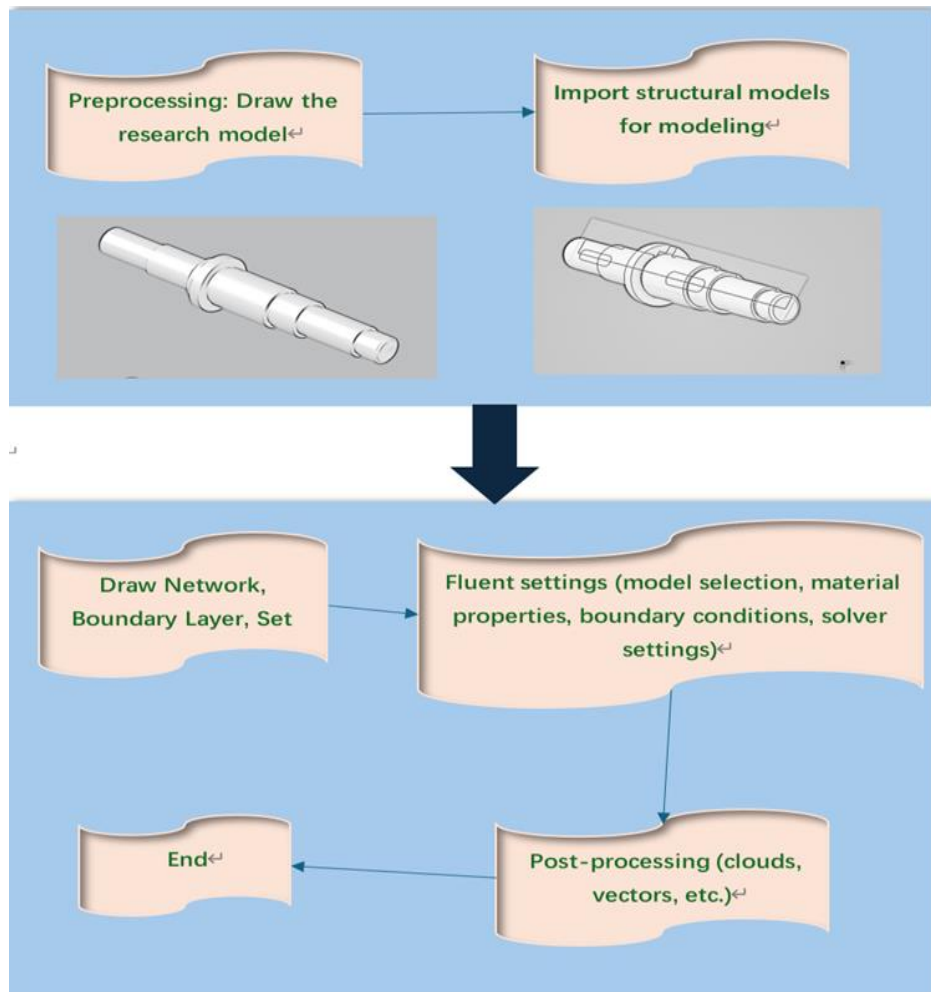 Preprocessing: Draw the
research model↵
Import structural models
for modeling↵
↵
Draw Network,
Boundary Layer, Set
Fluent settings (model selection, material
properties, boundary conditions, solver
settings)↵
Post-processing (clouds,
vectors, etc.)↵
End↵